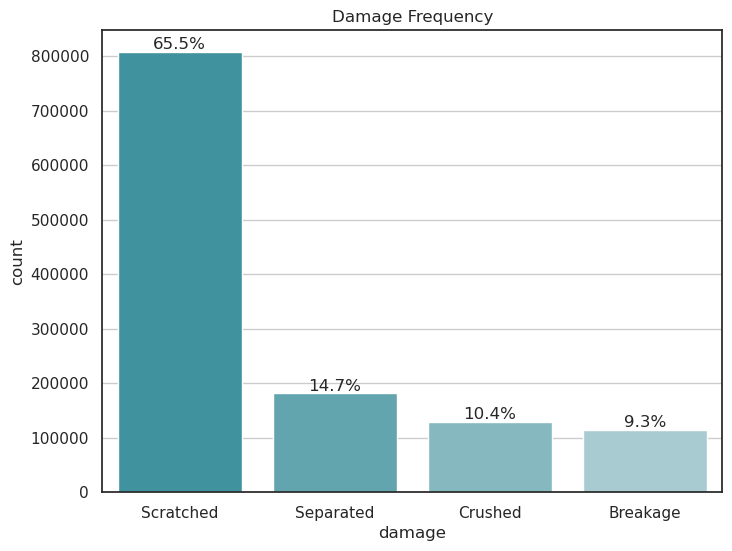 Damage Frequency
800000
700000
600000
500000
400000
300000
200000
100000
0
count
65.5%
14.7%
10.4%
9.3%
Scratched
Separated
Crushed
Breakage
damage